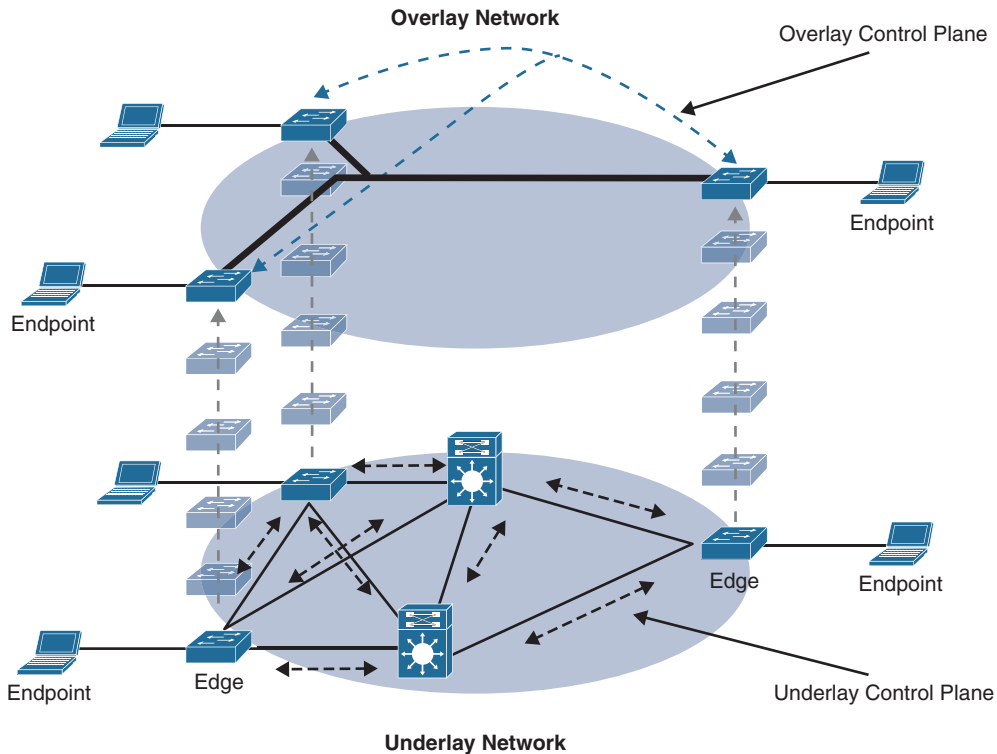 Overlay Network
Overlay Control Plane
Endpoint
Endpoint
Edge
Endpoint
Endpoint
Edge
Underlay Control Plane
Underlay Network